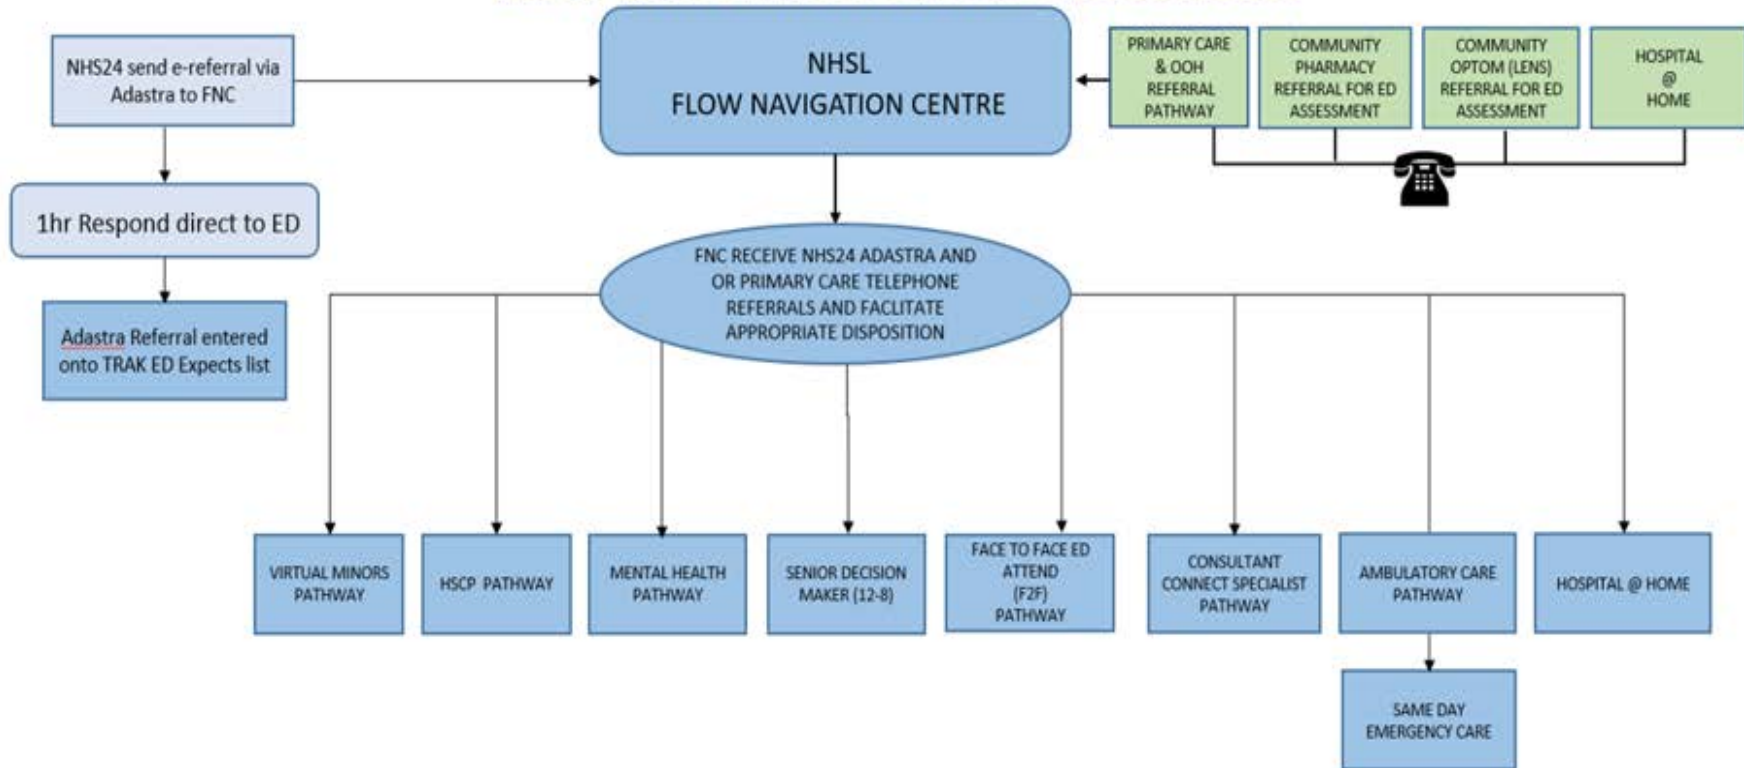 NHS24 send e-referral via
Adastra to FNC
NHSL
FLOW NAVIGATION CENTRE
PRIMARY CARE
& OOH
REFERRAL
PATHWAY
COMMUNITY
PHARMACY
REFERRAL FOR ED
ASSESSMENT
COMMUNITY
OPTOM (LENS)
REFERRAL FOR ED
ASSESSMENT
HOSPITAL
@
HOME
1hr Respond direct to ED
Adastra Referral entered
onto TRAK ED Expects list
FNC RECEIVE NHS24 ADASTRA AND
OR PRIMARY CARE TELEPHONE
REFERRALS AND FACLITATE
APPROPRIATE DISPOSITION
VIRTUAL MINORS
PATHWAY
HSCP PATHWAY
MENTAL HEALTH
PATHWAY
SENIOR DECISION
MAKER (12-8)
FACE TO FACE ED
ATTEND
(F2F)
PATHWAY
CONSULTANT
CONNECT SPECIALIST
PATHWAY
AMBULATORY CARE
PATHWAY
HOSPITAL @ HOME
SAME DAY
EMERGENCY CARE